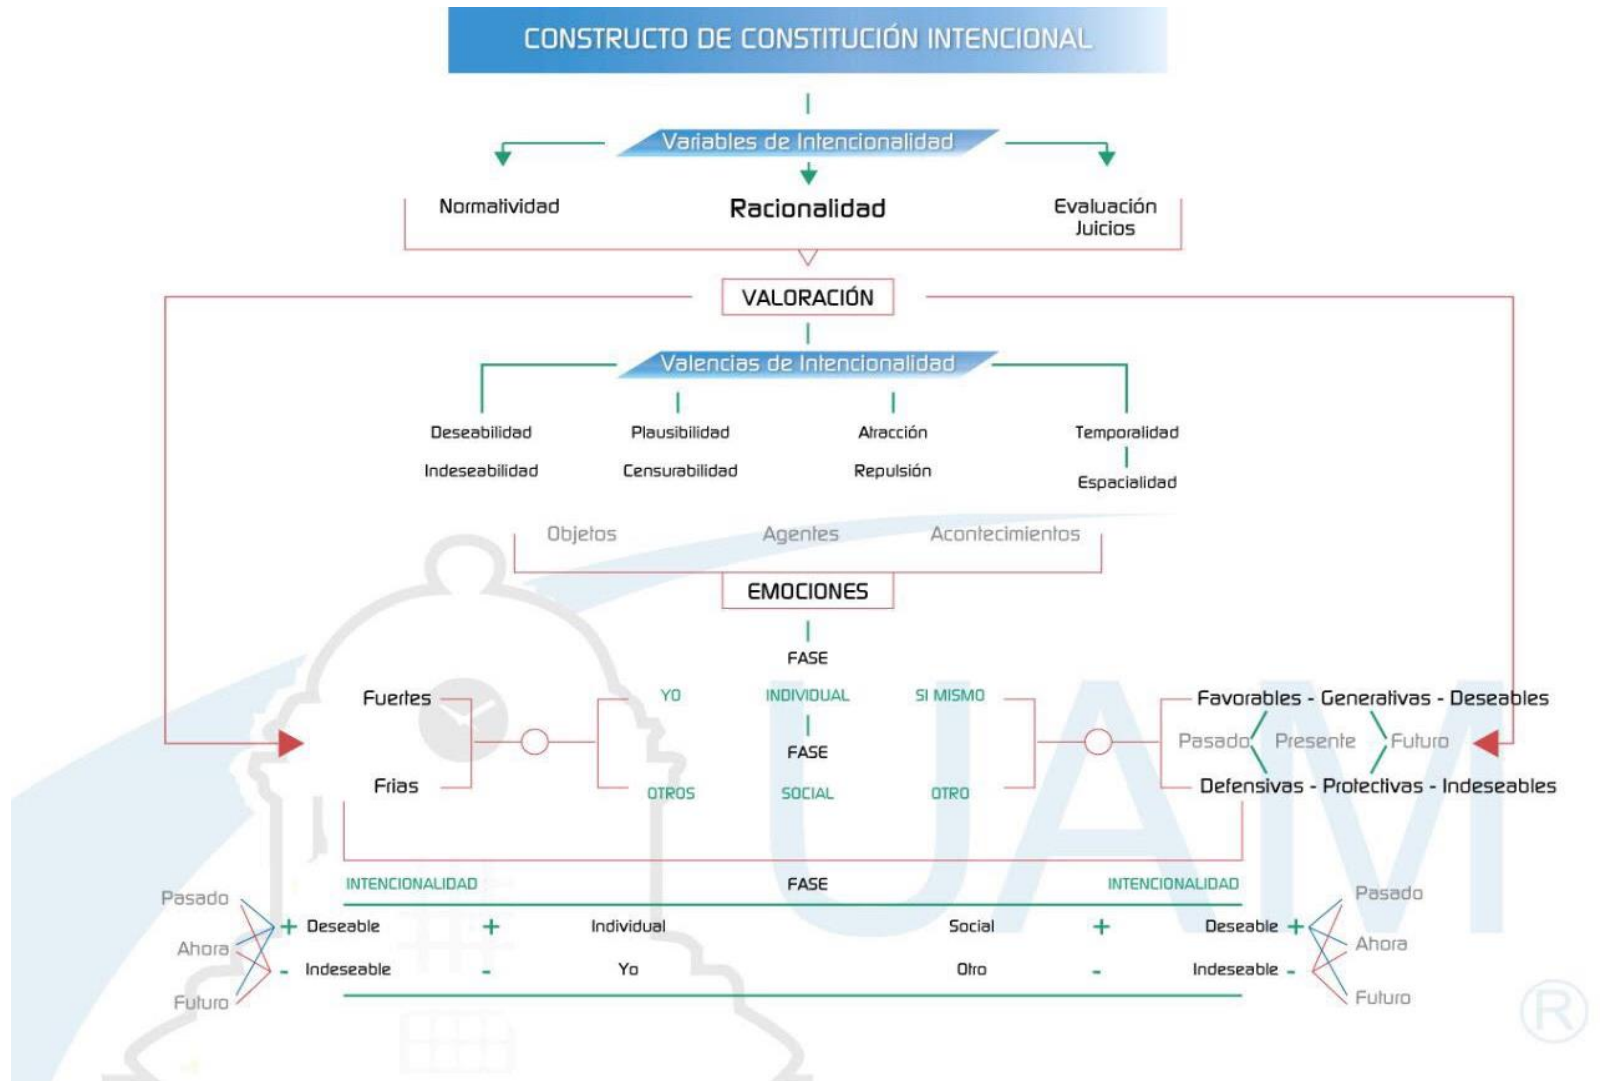 CONSTRUCTO DE CONSTITUCIÓN INTENCIONAL
Variables de Intencionalidad
Normatividad
Racionalidad
Evaluación
Juicios
VALORACIÓN
Valencias de Intencionalidad
Deseabilidad
Plausibilidad
Atracción
Temporalidad
Indeseabilidad
Censurabilidad
Repulsión
Espacialidad
Objetos
Agentes
Acontecimientos
EMOCIONES
FASE
Fuertes
YO
INDIVIDUAL
SI MISMO
Favorables - Generativas - Deseables
Pasado
Presente
Futuro
FASE
Frias
OTROS
SOCIAL
OTRO
Defensivas - Protectivas - Indeseables
UAM
INTENCIONALIDAD
FASE
INTENCIONALIDAD
Pasado
Pasado
+ Deseable
+
Individual
Social
+
Deseable +
Ahora
Ahora
- Indeseable
-
Yo
Otro
-
Indeseable -
Futuro
Futuro
®